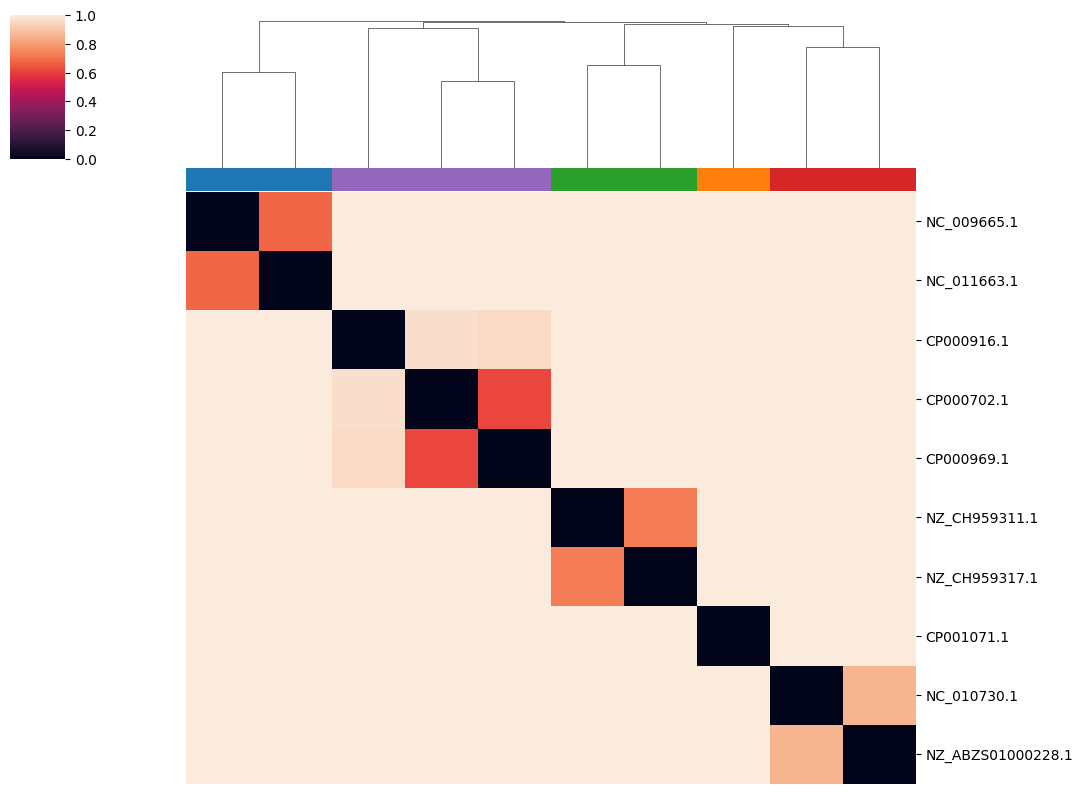 1.0
0.8
0.6
0.4
0.2
0.0
NC_009665.1
NC_011663.1
CP000916.1
CP000702.1
CP000969.1
NZ_CH959311.1
NZ_CH959317.1
CP001071.1
NC_010730.1
NZ_ABZS01000228.1